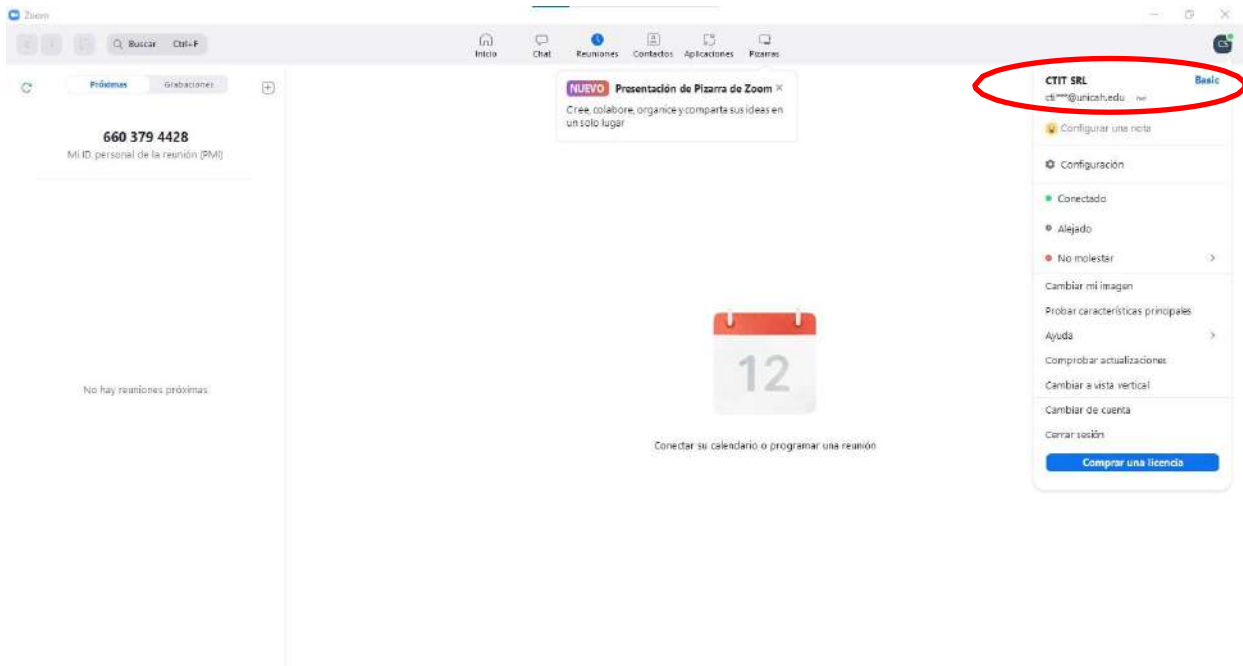 Zoom
Buscar Ctrl+F
Inicio
Chat
Reuniones
Contactos
Aplicaciones
Pizarras
CS
Próximas
Grabaciones
660 379 4428
Mi ID personal de la reunión (PMI)
No hay reuniones próximas
NUEVO Presentación de Pizarra de Zoom
Cree, colabore, organice y comparta sus ideas en
un solo lugar
12
Conectar su calendario o programar una reunión
CTIT SRL Basic
cti***@unicah.edu
Configurar una nota
Configuración
Conectado
Alejado
No molestar
Cambiar mi imagen
Probar características principales
Ayuda
Comprobar actualizaciones
Cambiar a vista vertical
Cambiar de cuenta
Cerrar sesión
Comprar una licencia